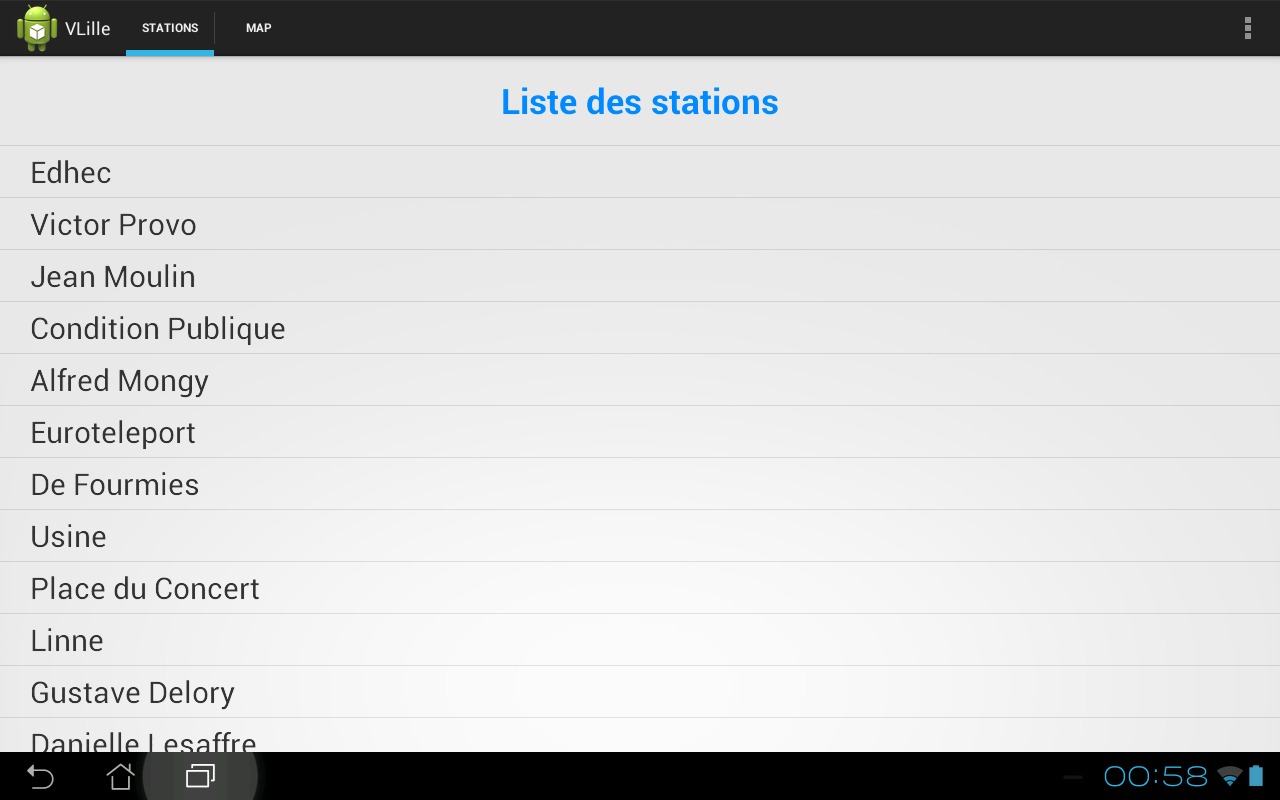 VLille
STATIONS
MAP
Liste des stations
Edhec
Victor Provo
Jean Moulin
Condition Publique
Alfred Mongy
Euroteleport
De Fourmies
Usine
Place du Concert
Linne
Gustave Delory
Danielle Lesaffre
00:58